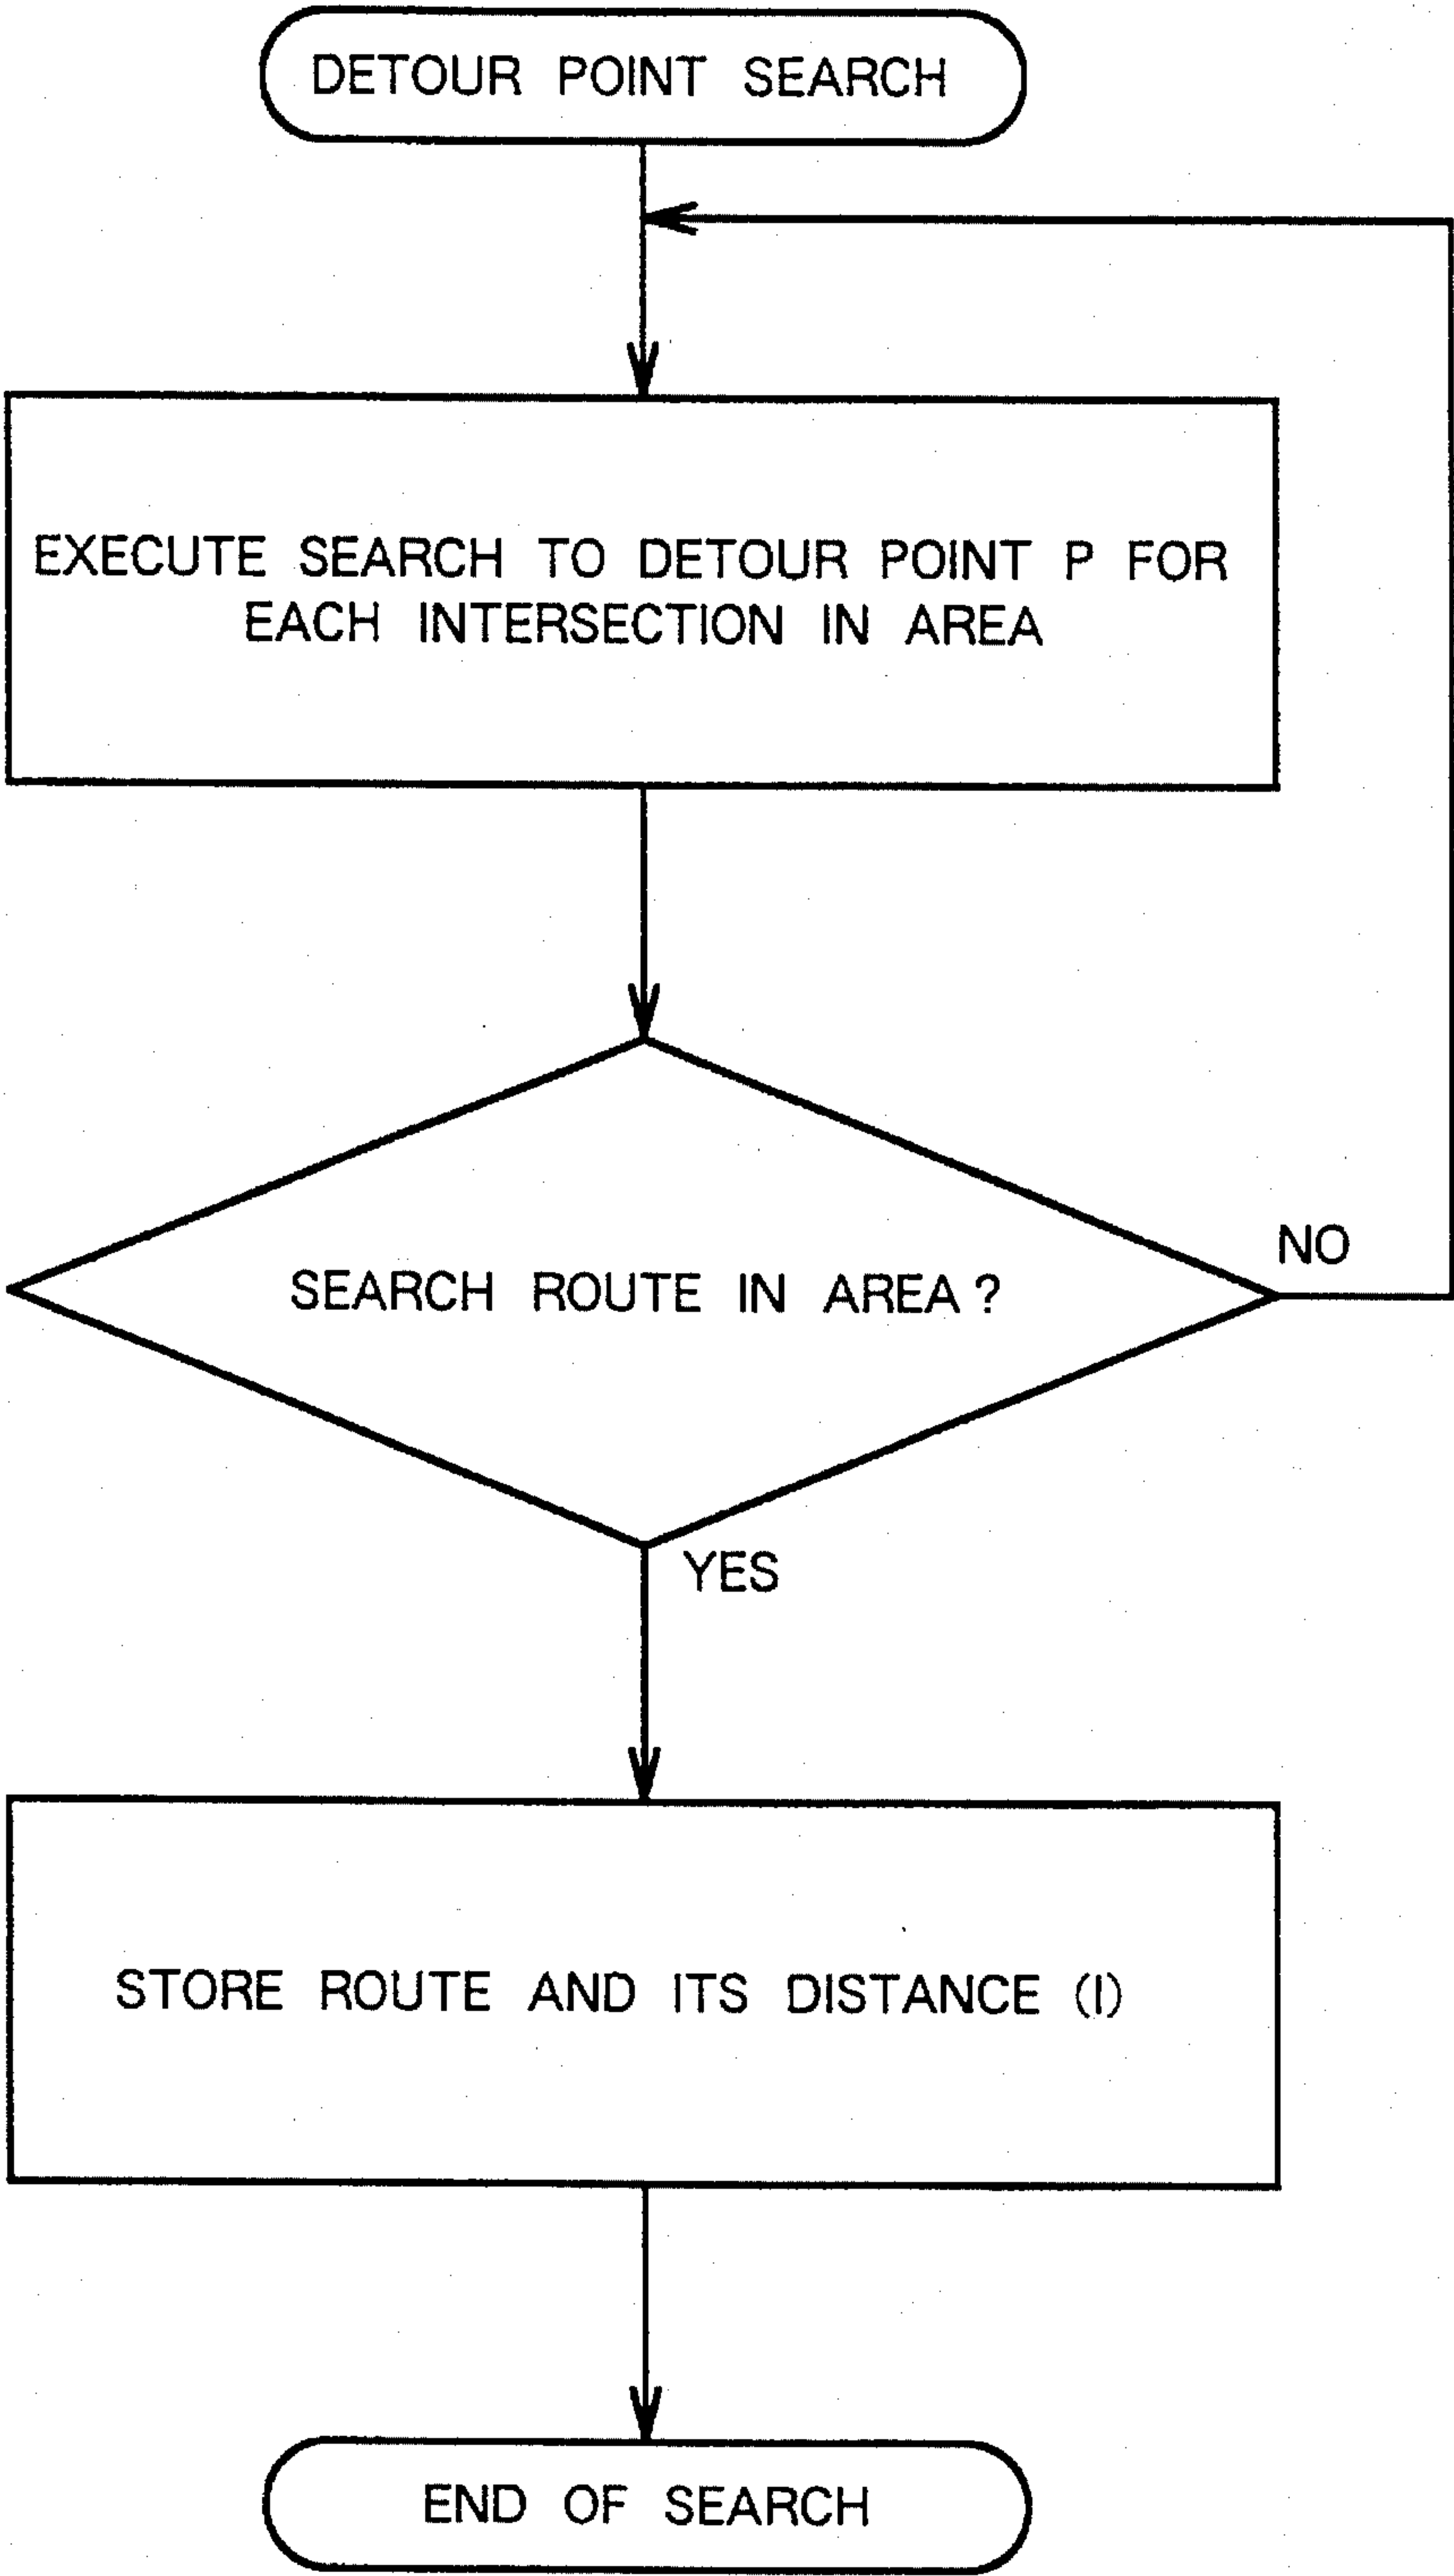 DETOUR POINT SEARCH
EXECUTE SEARCH TO DETOUR POINT P FOR
EACH INTERSECTION IN AREA
SEARCH ROUTE IN AREA?
NO
YES
STORE ROUTE AND ITS DISTANCE (l)
END OF SEARCH